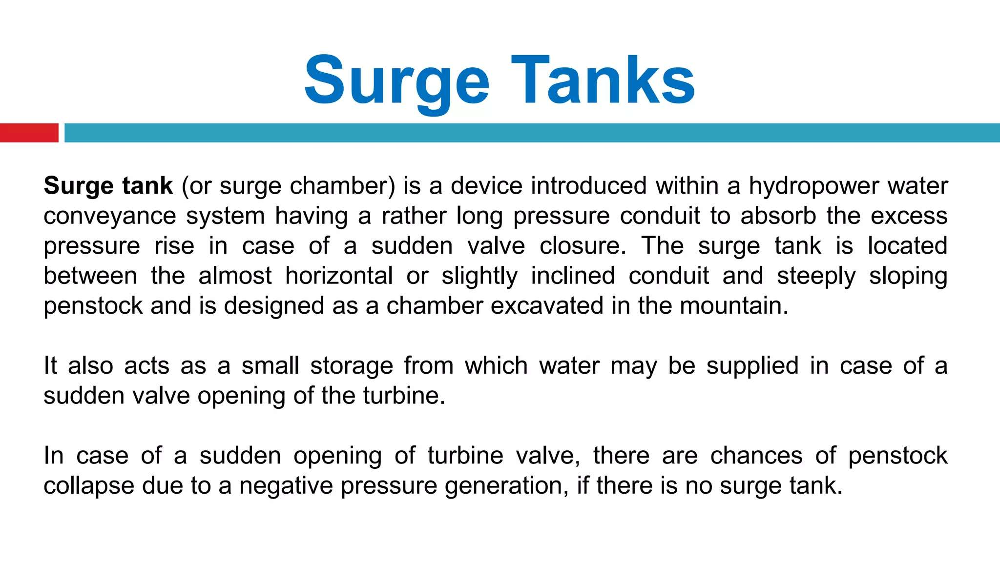 Surge Tanks
Surge tank (or surge chamber) is a device introduced within a hydropower water
conveyance system having a rather long pressure conduit to absorb the excess
pressure rise in case of a sudden valve closure. The surge tank is located
between the almost horizontal or slightly inclined conduit and steeply sloping
penstock and is designed as a chamber excavated in the mountain.
It also acts as a small storage from which water may be supplied in case of a
sudden valve opening of the turbine.
In case of a sudden opening of turbine valve, there are chances of penstock
collapse due to a negative pressure generation, if there is no surge tank.